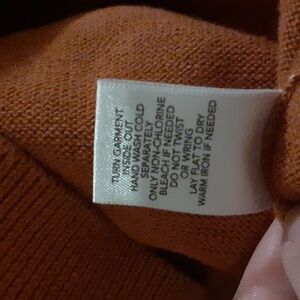 TURN GARMENT
INSIDE OUT
HAND WASH COLD
SEPARATELY
ONLY NON-CHLORINE
BLEACH IF NEEDED
DO NOT TWIST
OR WRING
LAY FLAT TO DRY
WARM IRON IF NEEDED